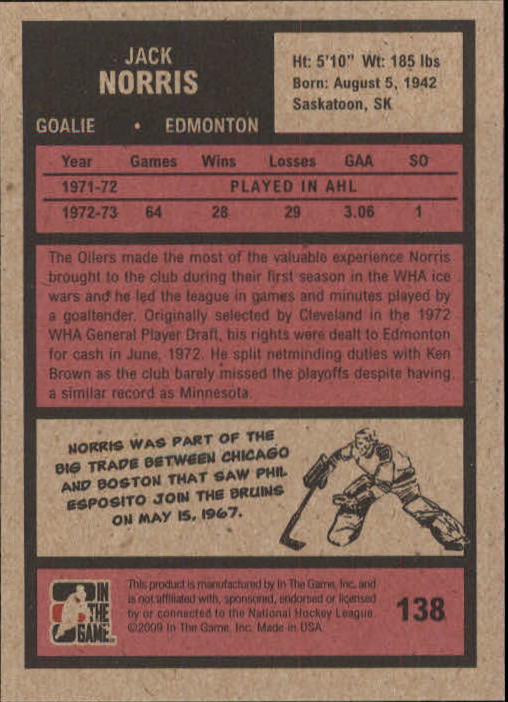 JACK
NORRIS
GOALIE • EDMONTON
Ht: 5'10" Wt: 185 lbs
Born: August 5, 1942
Saskatoon, SK
Year Games Wins Losses GAA SO
1971-72 PLAYED IN AHL
1972-73 64 28 29 3.06 1
The Oilers made the most of the valuable experience Norris
brought to the club during their first season in the WHA ice
wars and he led the league in games and minutes played by
a goaltender. Originally selected by Cleveland in the 1972
WHA General Player Draft, his rights were dealt to Edmonton
for cash in June, 1972. He split netminding duties with Ken
Brown as the club barely missed the playoffs despite having
a similar record as Minnesota.
NORRIS WAS PART OF THE
BIG TRADE BETWEEN CHICAGO
AND BOSTON THAT SAW PHIL
ESPOSITO JOIN THE BRUINS
ON MAY 15, 1967.
IN
THE
GAME
This product is manufactured by In The Game, Inc. and
is not affiliated with, sponsored, endorsed or licensed
by or connected to the National Hockey League.
©2009 In The Game, Inc. Made in USA.
138